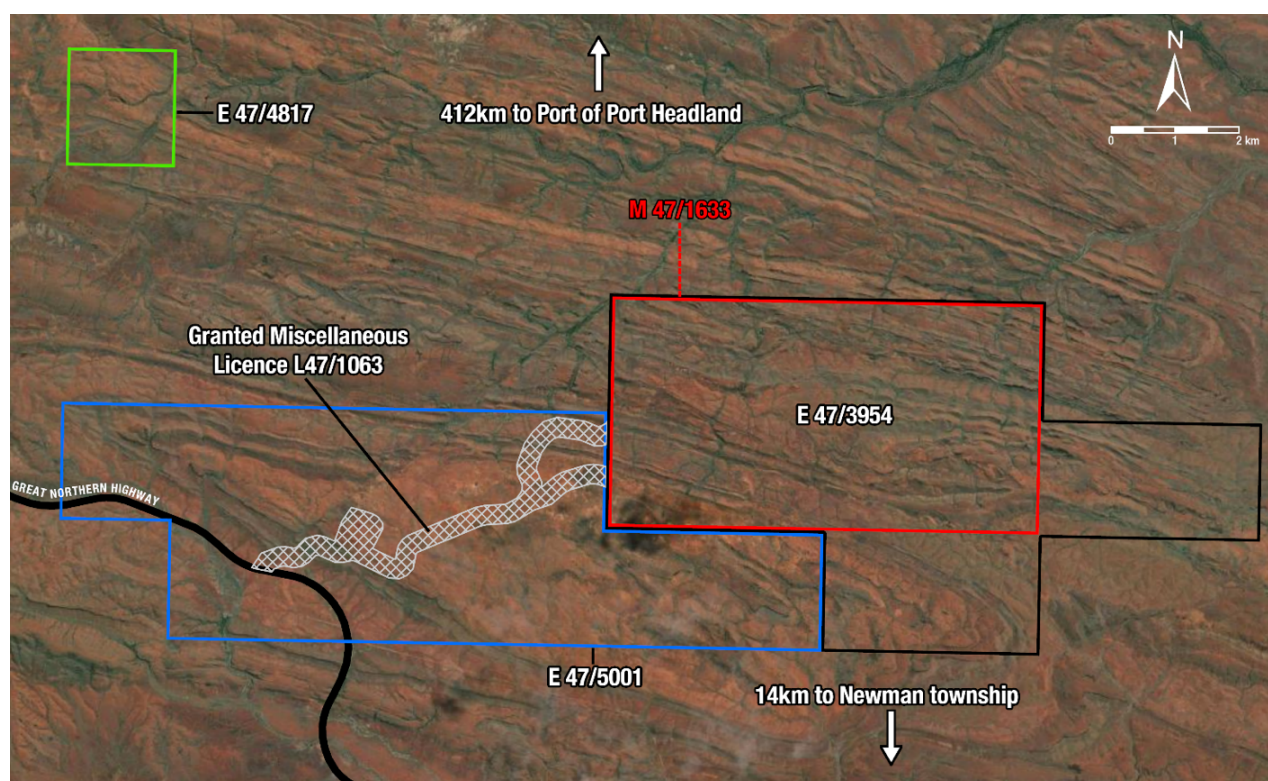 N
E 47/4817
412km to Port of Port Headland
0 1 2 km
M 47/1633
Granted Miscellaneous
Licence L47/1063
E 47/3954
GREAT NORTHERN HIGHWAY
E 47/5001
14km to Newman township